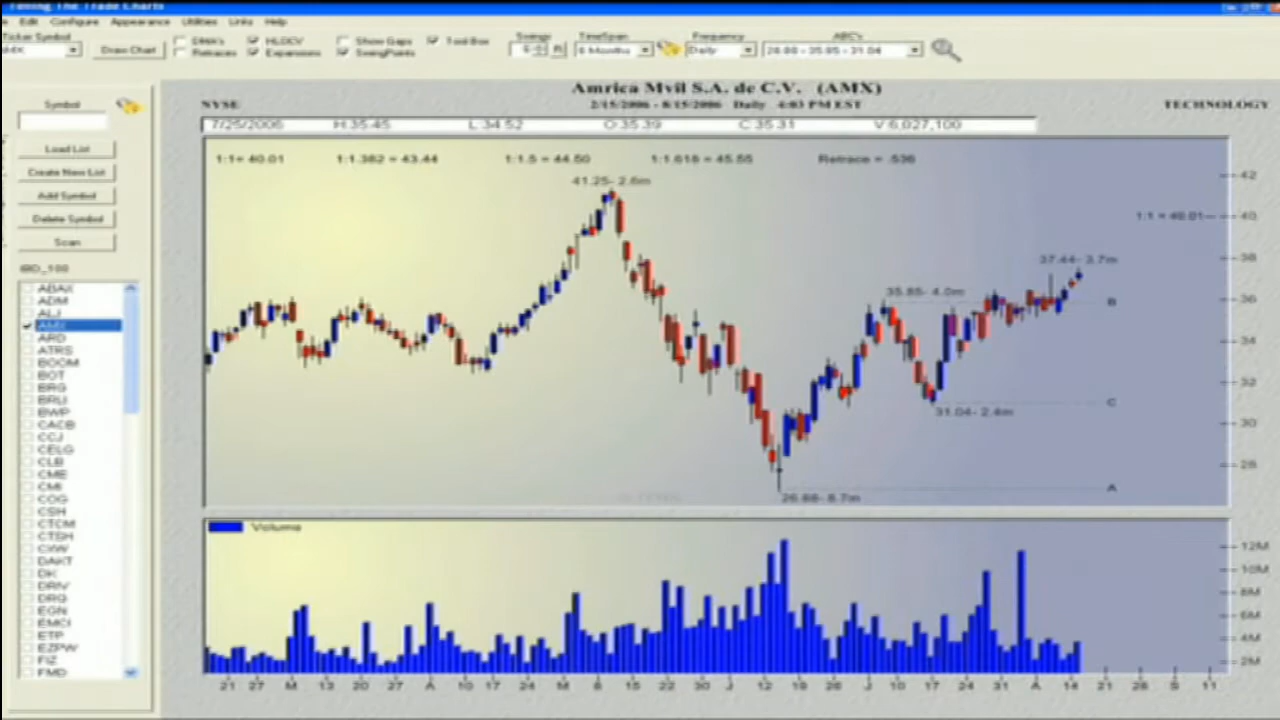 Timing The Trade Charts
Edit Configure Appearance Utilities Links Help
Ticker Symbol
AMX
Draw Chart
HLOCV
Show Gaps
Tool Box
Retraces
Expansions
SwingPoints
Swings
TimeSpan
6 Months
Frequency
Daily
ABC's
26.88 - 35.85 - 31.04
Amrica Mvil S.A. de C.V. (AMX)
NYSE
2/15/2006 - 8/15/2006 Daily 4:03 PM EST
TECHNOLOGY
7/25/2006 H:35.45 L:34.52 O:35.39 C:35.31 V:6,027,100
1:1= 40.01 1:1.382 = 43.44 1:1.5 = 44.50 1:1.618 = 45.55 Retrace = .536
41.25- 2.6m
1:1 = 40.01
37.44- 3.7m
35.85- 4.0m
B
C
31.04- 2.4m
A
26.88- 8.7m
42
40
38
36
34
32
30
28
Volume
12M
10M
8M
6M
4M
2M
21 27 M 13 20 27 A 10 17 24 M 8 15 22 30 J 12 19 26 J 10 17 24 31 A 14 21 28 S 11
Symbol
Load List
Create New List
Add Symbol
Delete Symbol
Scan
IBD_100
ABAX
ADM
ALJ
AMX
ARD
ATRS
BOOM
BOT
BRG
BRLI
BWP
CACB
CCJ
CELG
CLB
CME
CMI
COG
CSH
CTCM
CTSH
CXW
DAKT
DK
DRIV
DRQ
EGN
EMCI
ETP
EZPW
FIZ
FMD